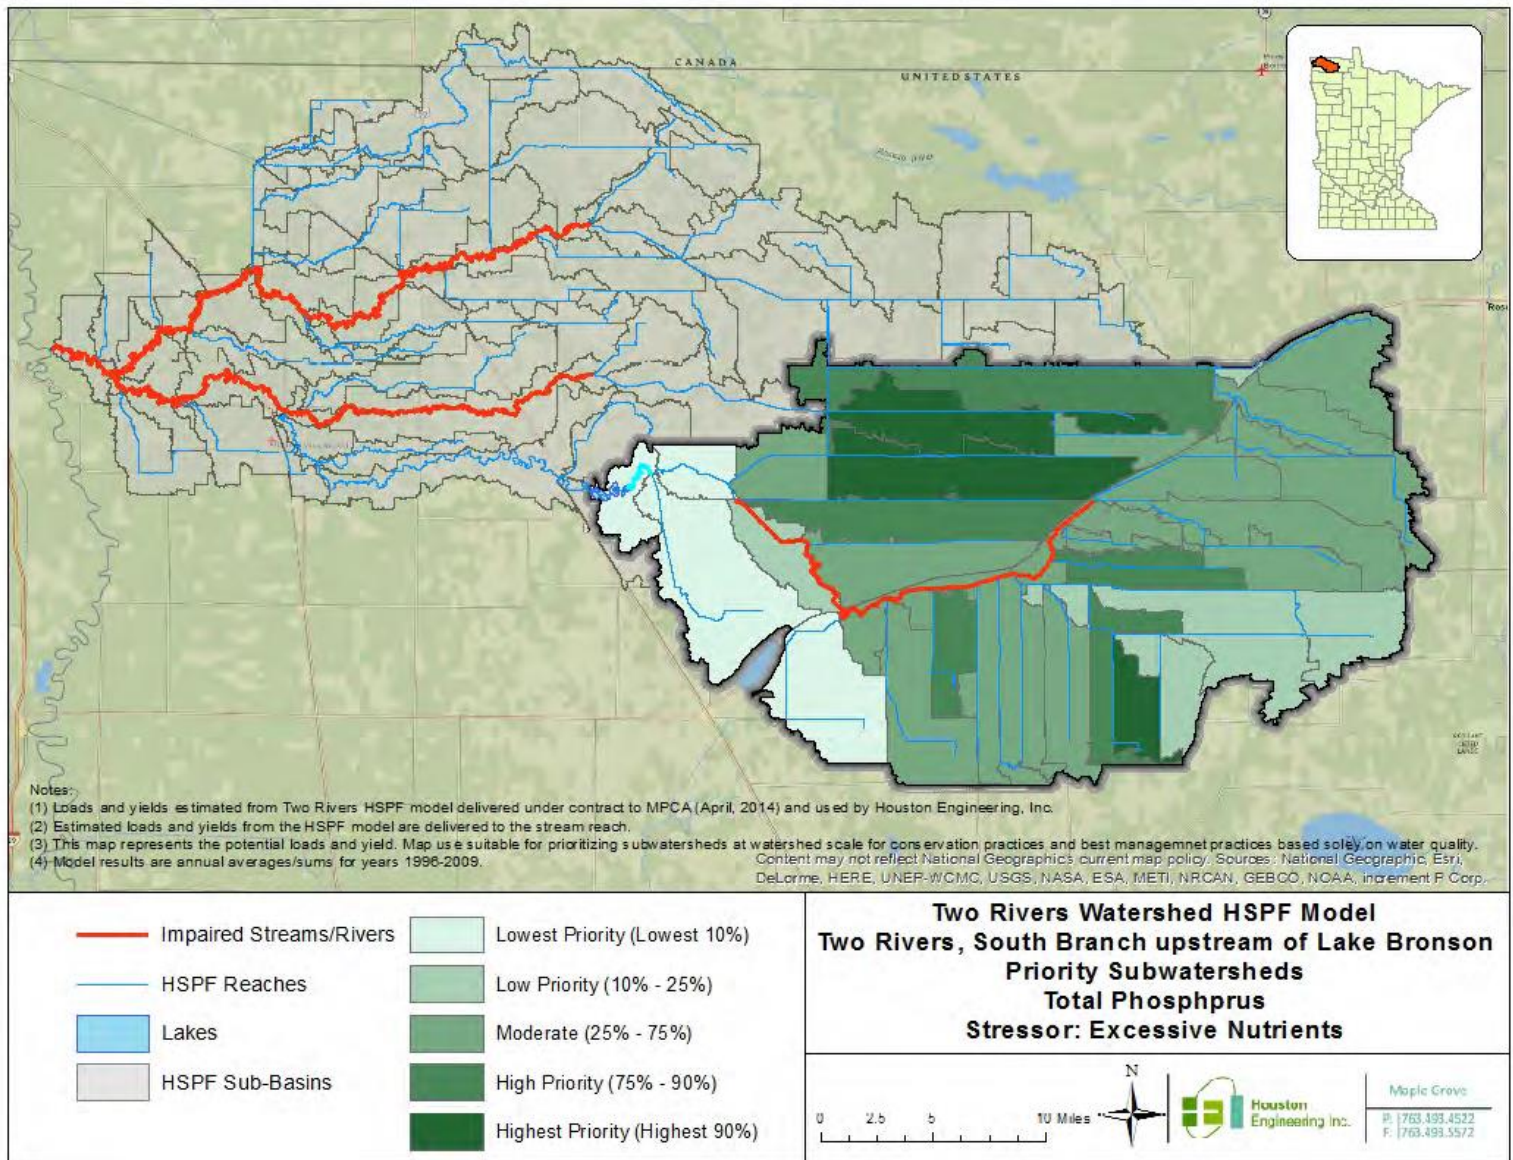 CANADA
UNITED STATES
Notes:
(1) Loads and yields estimated from Two Rivers HSPF model delivered under contract to MPCA (April, 2014) and used by Houston Engineering, Inc.
(2) Estimated loads and yields from the HSPF model are delivered to the stream reach.
(3) This map represents the potential loads and yield. Map use suitable for prioritizing subwatersheds at watershed scale for conservation practices and best managemnet practices based soley on water quality.
(4) Model results are annual averages/sums for years 1996-2009.
Content may not reflect National Geographic's current map policy. Sources: National Geographic, Esri,
DeLorme, HERE, UNEP-WCMC, USGS, NASA, ESA, METI, NRCAN, GEBCO, NOAA, increment P Corp.
Impaired Streams/Rivers
HSPF Reaches
Lakes
HSPF Sub-Basins
Lowest Priority (Lowest 10%)
Low Priority (10% - 25%)
Moderate (25% - 75%)
High Priority (75% - 90%)
Highest Priority (Highest 90%)
Two Rivers Watershed HSPF Model
Two Rivers, South Branch upstream of Lake Bronson
Priority Subwatersheds
Total Phosphprus
Stressor: Excessive Nutrients
0 2.5 5 10 Miles
N
Houston
Engineering Inc.
Maple Grove
P: 763.493.4522
F: 763.493.5572